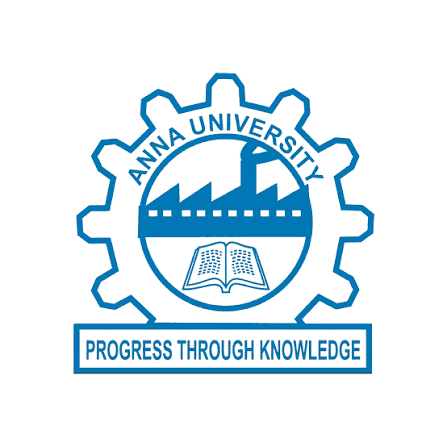 ANNA UNIVERSITY
PROGRESS THROUGH KNOWLEDGE